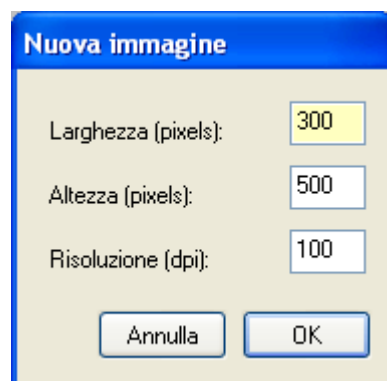 Nuova immagine
Larghezza (pixels): 300
Altezza (pixels): 500
Risoluzione (dpi): 100
Annulla OK